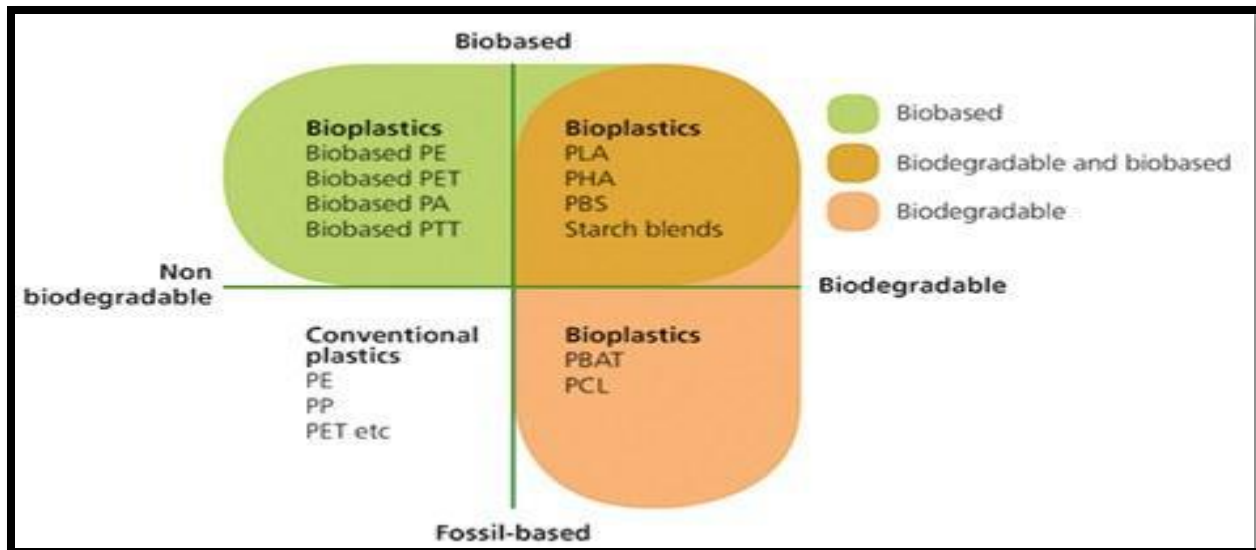 Biobased
Bioplastics
Biobased PE
Biobased PET
Biobased PA
Biobased PTT
Bioplastics
PLA
PHA
PBS
Starch blends
Biobased
Biodegradable and biobased
Biodegradable
Non
biodegradable
Biodegradable
Conventional
plastics
PE
PP
PET etc
Bioplastics
PBAT
PCL
Fossil-based